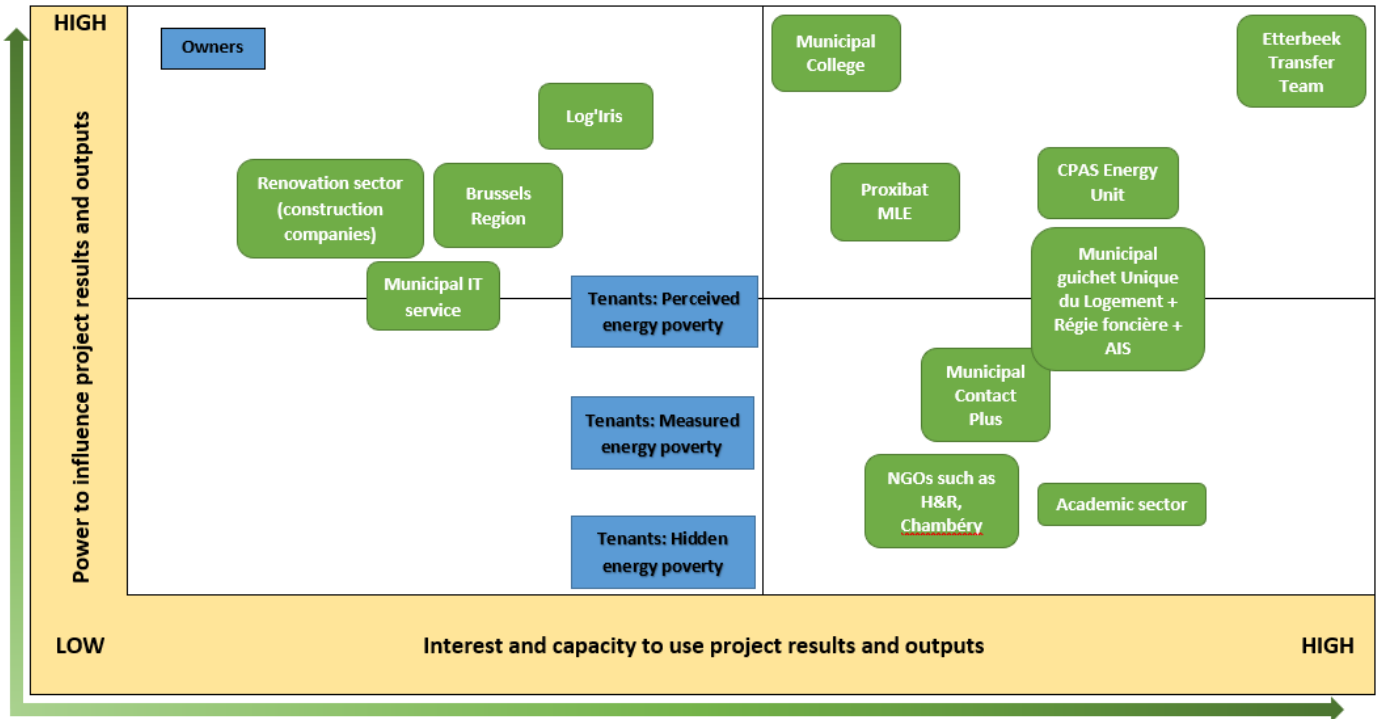 HIGH
Power to influence project results and outputs
Owners
Log'Iris
Renovation sector
(construction
companies)
Brussels
Region
Municipal IT
service
Tenants: Perceived
energy poverty
Tenants: Measured
energy poverty
Tenants: Hidden
energy poverty
Municipal
College
Etterbeek
Transfer
Team
Proxibat
MLE
CPAS Energy
Unit
Municipal
guichet Unique
du Logement +
Régie foncière +
AIS
Municipal
Contact
Plus
NGOs such as
H&R,
Chambéry
Academic sector
LOW
Interest and capacity to use project results and outputs
HIGH